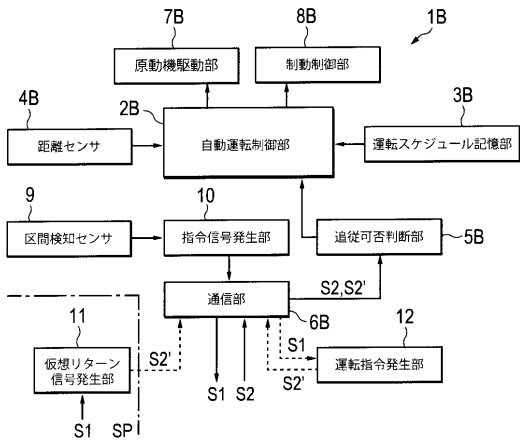 7B
8B
1B
原動機駆動部
制動制御部
4B
2B
3B
距離センサ
自動運転制御部
運転スケジュール記憶部
9
10
区間検知センサ
指令信号発生部
追従可否判断部
5B
通信部
S2,S2'
6B
11
12
仮想リターン
信号発生部
S2'
S1
運転指令発生部
S2'
S1
S2
S1
SP